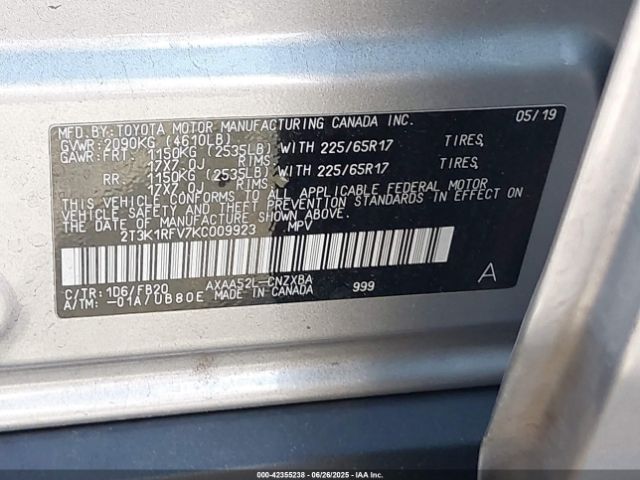 MFD.BY:TOYOTA MOTOR MANUFACTURING CANADA INC. 05/19
GVWR:2090KG (4610LB)
GAWR:FRT: 1150KG (2535LB) WITH 225/65R17 TIRES,
17X7.0J RIMS,
RR: 1150KG (2535LB) WITH 225/65R17 TIRES,
17X7.0J RIMS,
THIS VEHICLE CONFORMS TO ALL APPLICABLE FEDERAL MOTOR
VEHICLE SAFETY AND THEFT PREVENTION STANDARDS IN EFFECT ON
THE DATE OF MANUFACTURE SHOWN ABOVE.
2T3K1RFV7KC009923 MPV
C/TR:1D6/FB20 AXAA52L-CNZXBA A
A/TM:-01A/UB80E MADE IN CANADA 999
000-42355238 - 06/26/2025 - Copyright © IAA, Inc.